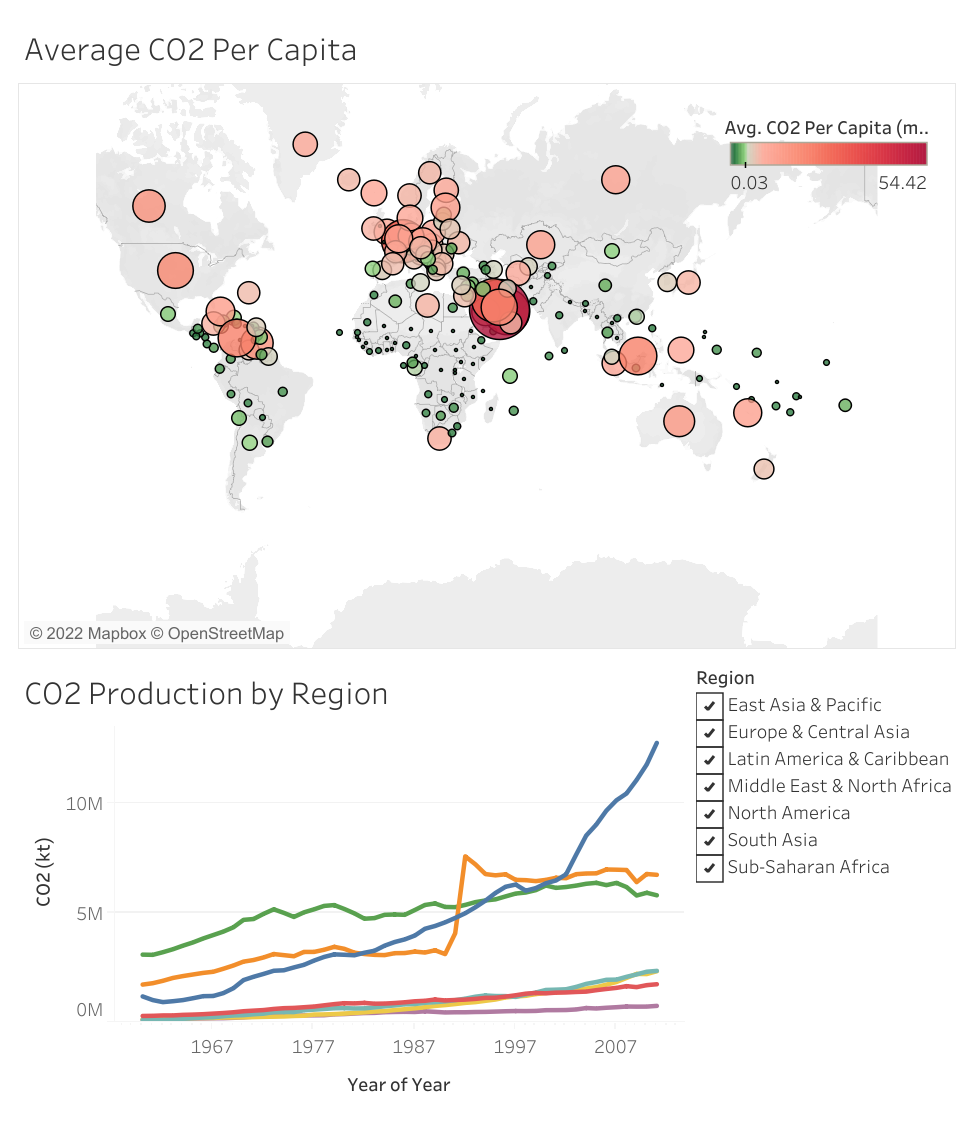 Average CO2 Per Capita
Avg. CO2 Per Capita (m..
0.03
54.42
© 2022 Mapbox © OpenStreetMap
CO2 Production by Region
Region
East Asia & Pacific
Europe & Central Asia
Latin America & Caribbean
Middle East & North Africa
North America
South Asia
Sub-Saharan Africa
CO2 (kt)
10M
5M
0M
1967
1977
1987
1997
2007
Year of Year